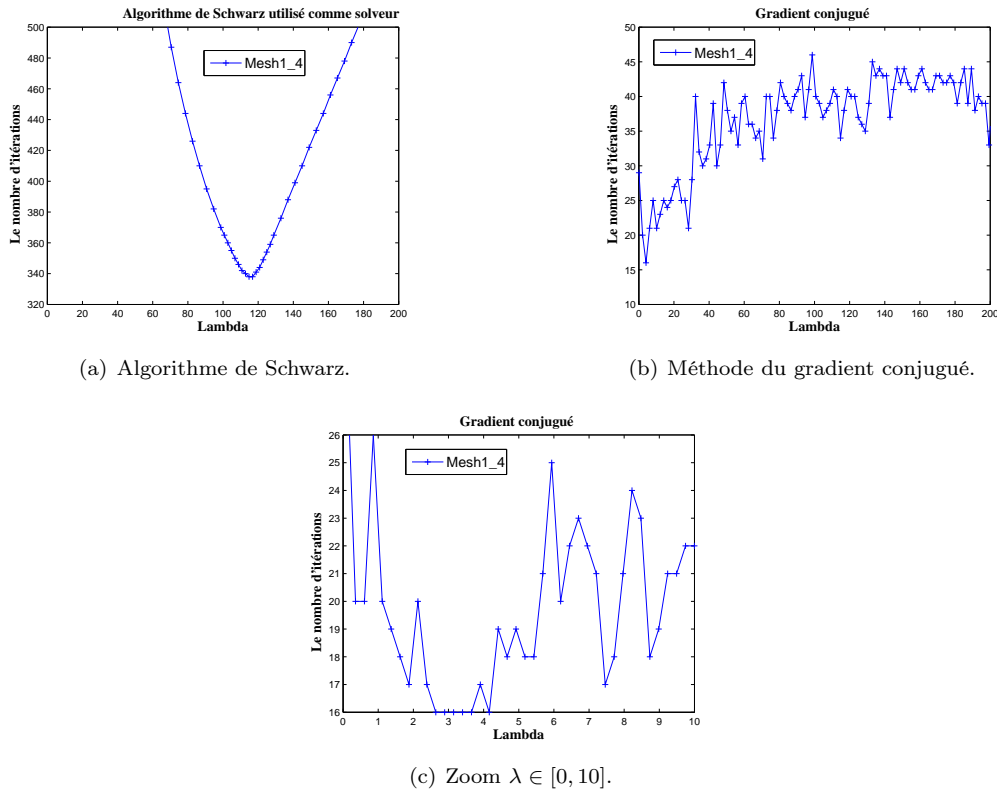 Algorithme de Schwarz utilisé comme solveur
Le nombre d'itérations
500
480
460
440
420
400
380
360
340
320
Mesh1_4
0 20 40 60 80 100 120 140 160 180 200
Lambda
(a) Algorithme de Schwarz.
Gradient conjugué
Le nombre d'itérations
50
45
40
35
30
25
20
15
10
Mesh1_4
0 20 40 60 80 100 120 140 160 180 200
Lambda
(b) Méthode du gradient conjugué.
Gradient conjugué
Le nombre d'itérations
26
25
24
23
22
21
20
19
18
17
16
Mesh1_4
0 1 2 3 4 5 6 7 8 9 10
Lambda
(c) Zoom λ ∈ [0, 10].